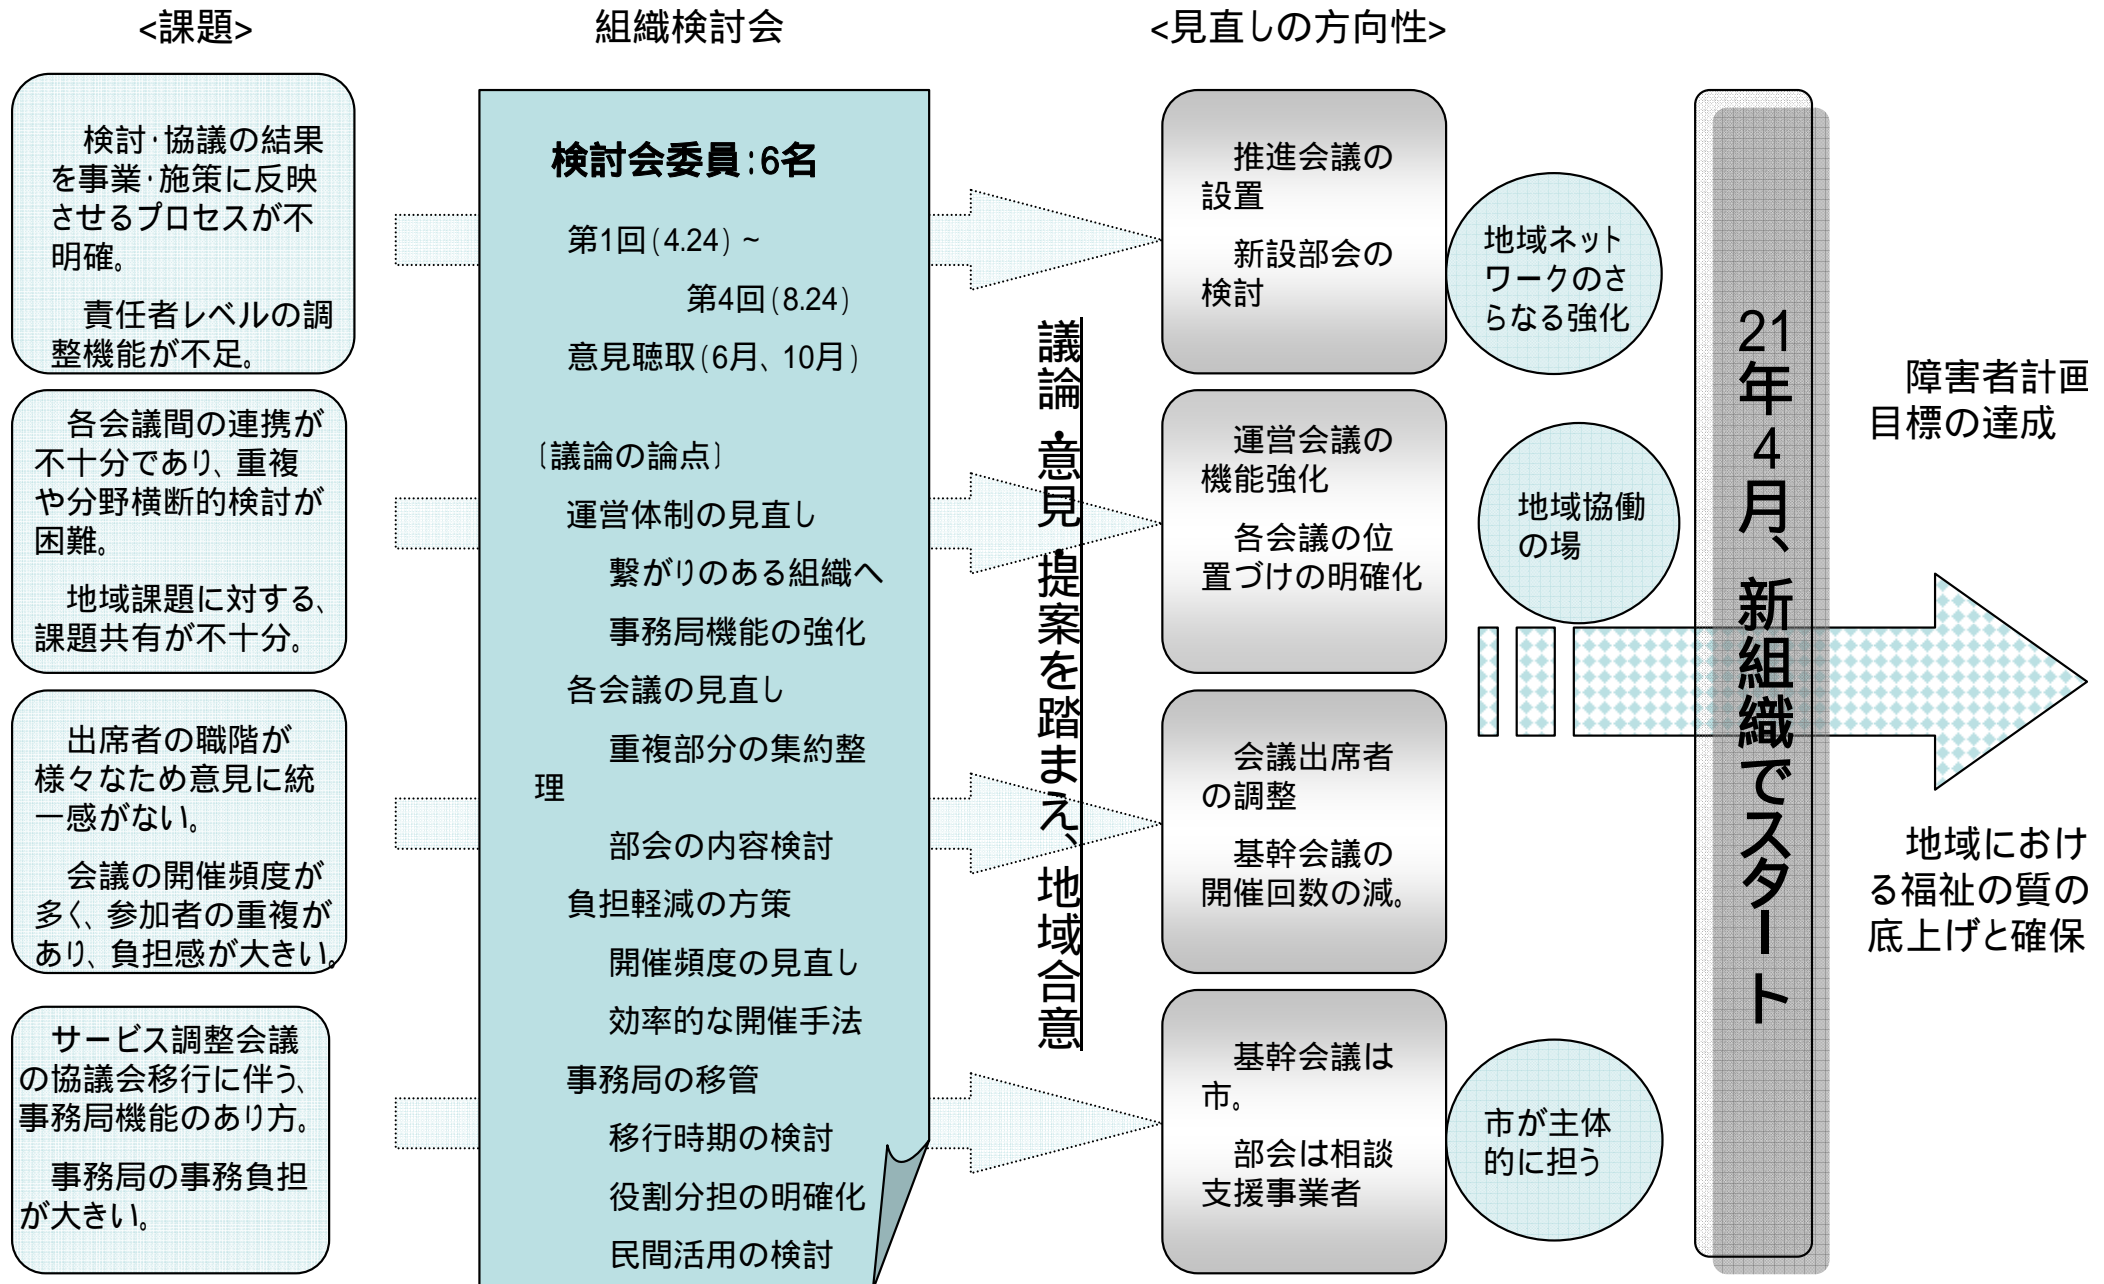 <課題>
検討・協議の結果
を事業・施策に反映
させるプロセスが不
明確。
責任者レベルの調
整機能が不足。
各会議間の連携が
不十分であり、重複
や分野横断的検討が
困難。
地域課題に対する、
課題共有が不十分。
出席者の職階が
様々なため意見に統
一感がない。
会議の開催頻度が
多く、参加者の重複が
あり、負担感が大きい。
サービス調整会議
の協議会移行に伴う、
事務局機能のあり方。
事務局の事務負担
が大きい。
組織検討会
検討会委員:6名
第1回(4.24)~
第4回(8.24)
意見聴取(6月、10月)
〔議論の論点〕
運営体制の見直し
繋がりのある組織へ
事務局機能の強化
各会議の見直し
重複部分の集約整
理
部会の内容検討
負担軽減の方策
開催頻度の見直し
効率的な開催手法
事務局の移管
移行時期の検討
役割分担の明確化
民間活用の検討
議論・意見・提案を踏まえ、地域合意
<見直しの方向性>
推進会議の
設置
新設部会の
検討
運営会議の
機能強化
各会議の位
置づけの明確化
会議出席者
の調整
基幹会議の
開催回数の減。
基幹会議は
市。
部会は相談
支援事業者
地域ネット
ワークのさ
らなる強化
地域協働
の場
市が主体
的に担う
21年4月、新組織でスタート
障害者計画
目標の達成
地域におけ
る福祉の質の
底上げと確保